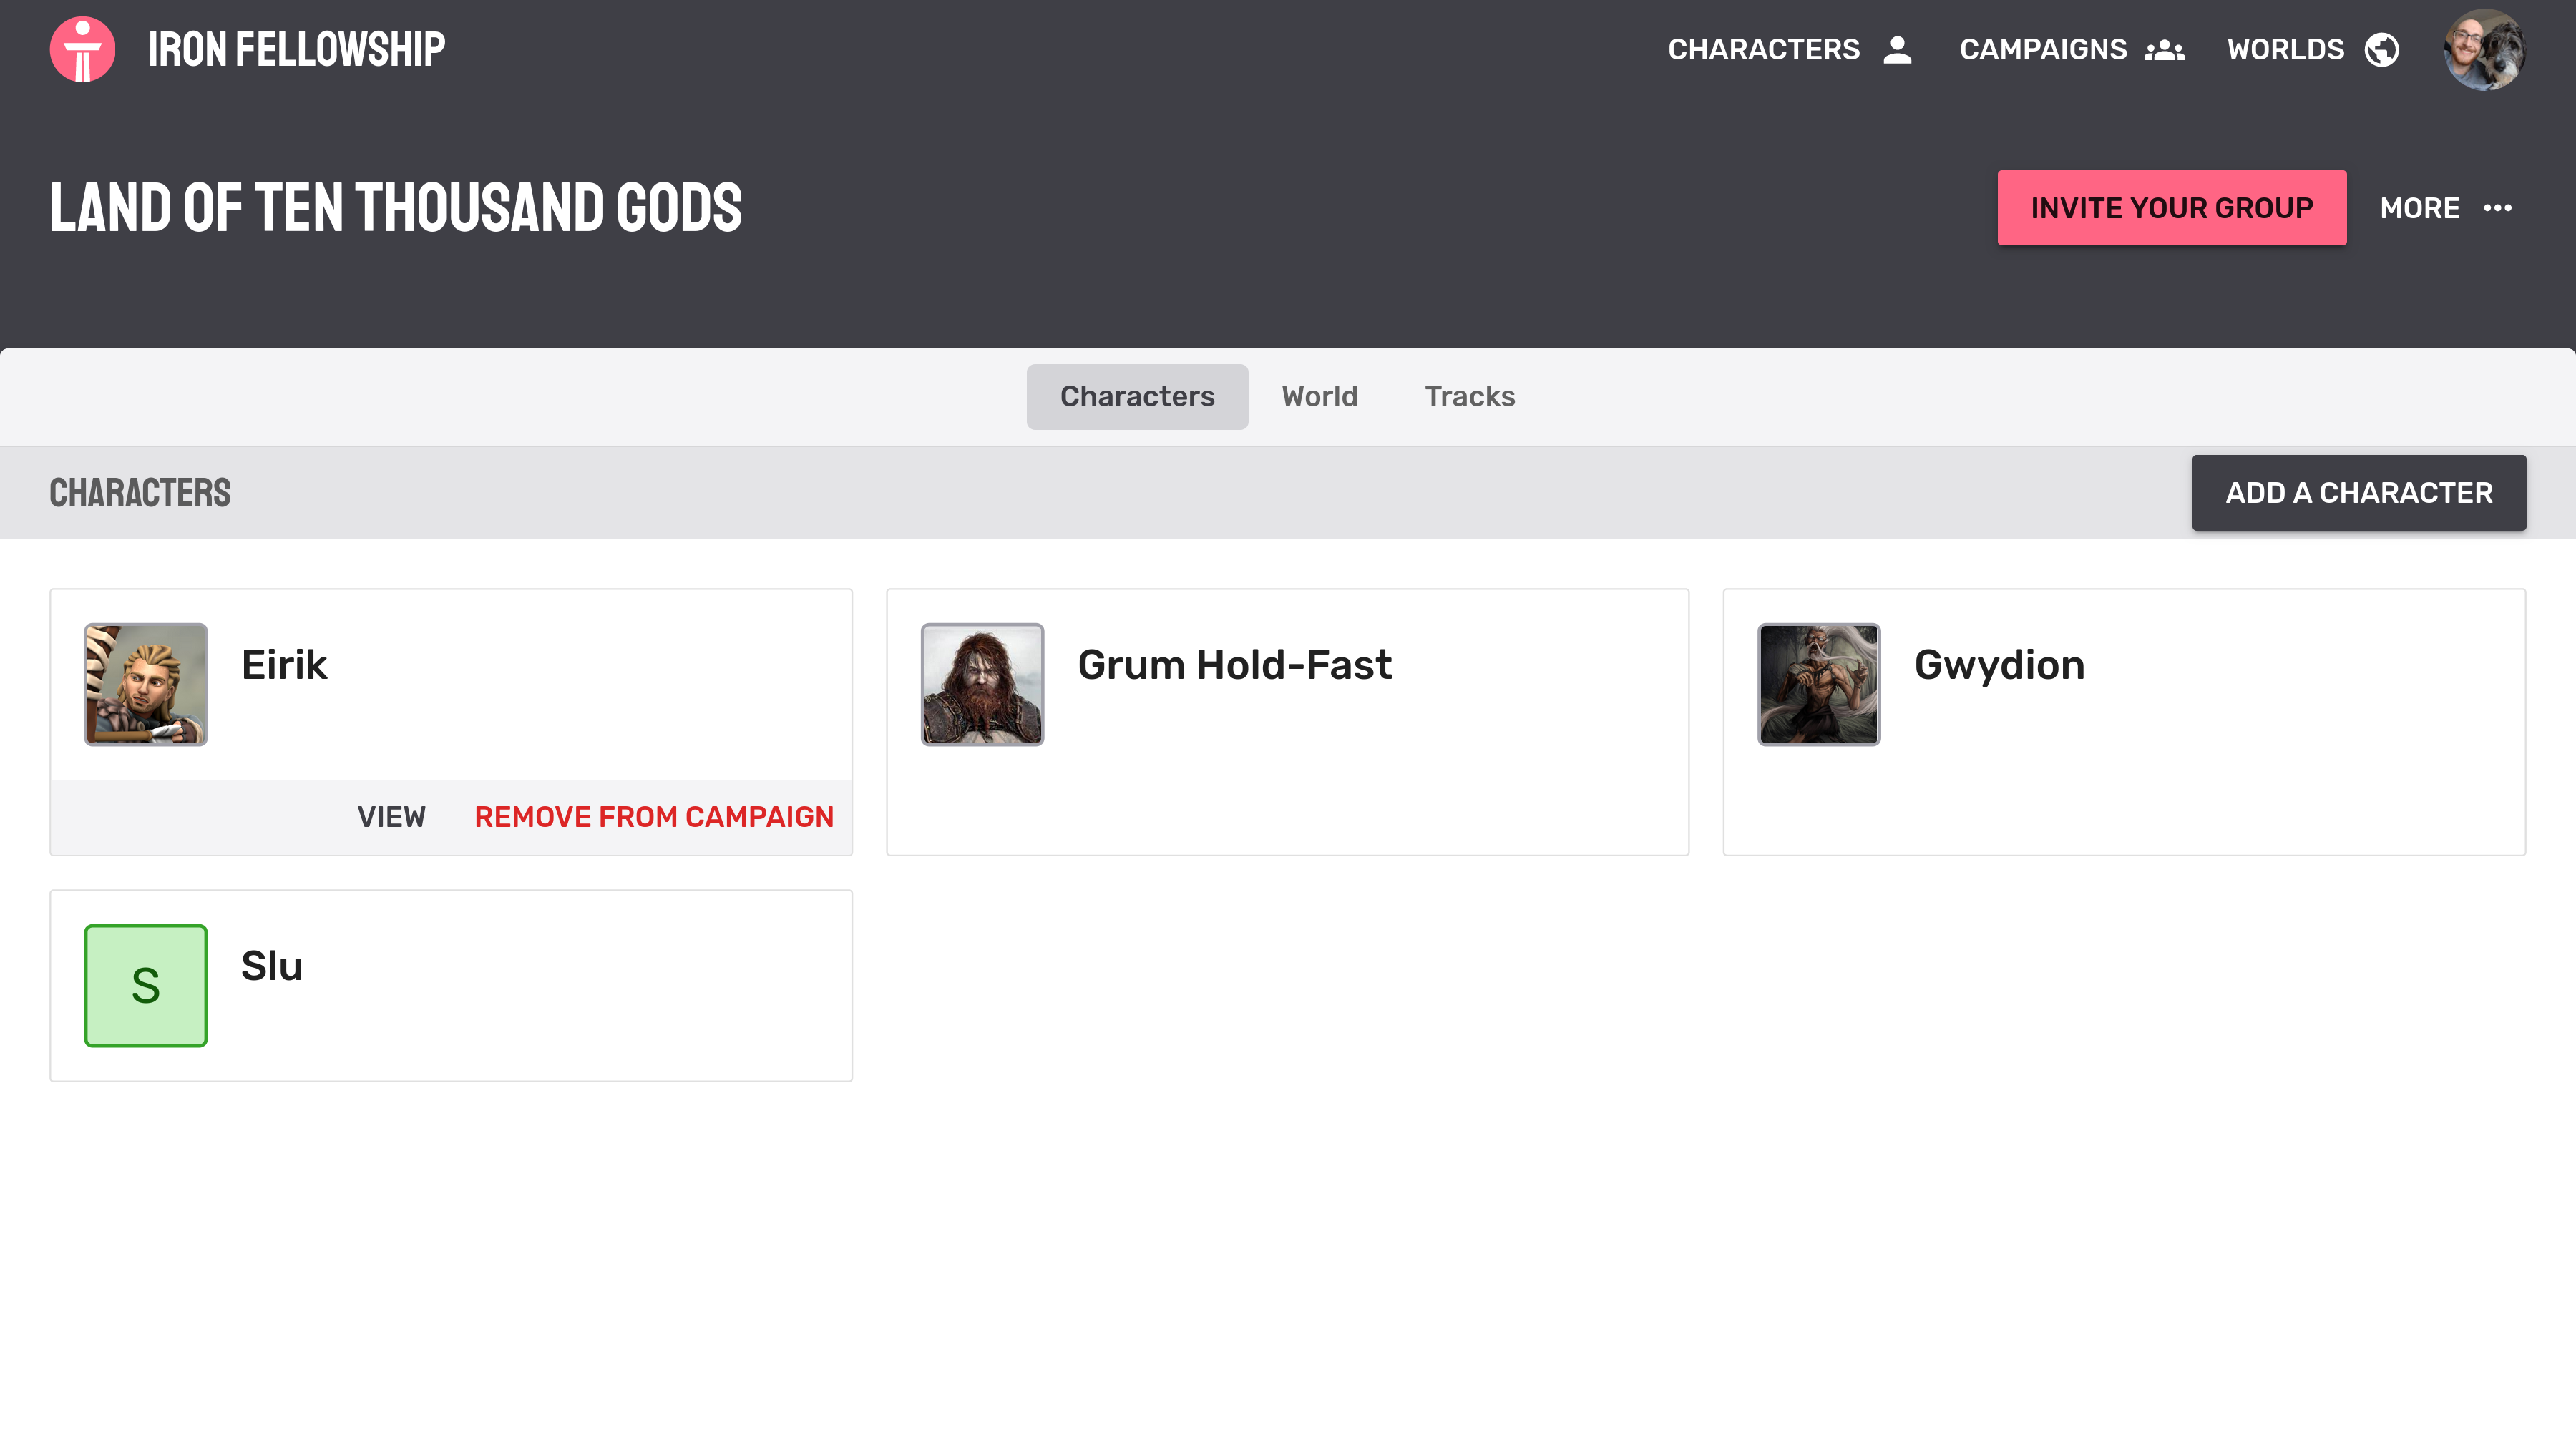 IRON FELLOWSHIP
CHARACTERS
CAMPAIGNS
WORLDS
LAND OF TEN THOUSAND GODS
INVITE YOUR GROUP
MORE
Characters
World
Tracks
CHARACTERS
ADD A CHARACTER
Eirik
Grum Hold-Fast
Gwydion
VIEW
REMOVE FROM CAMPAIGN
S
Slu